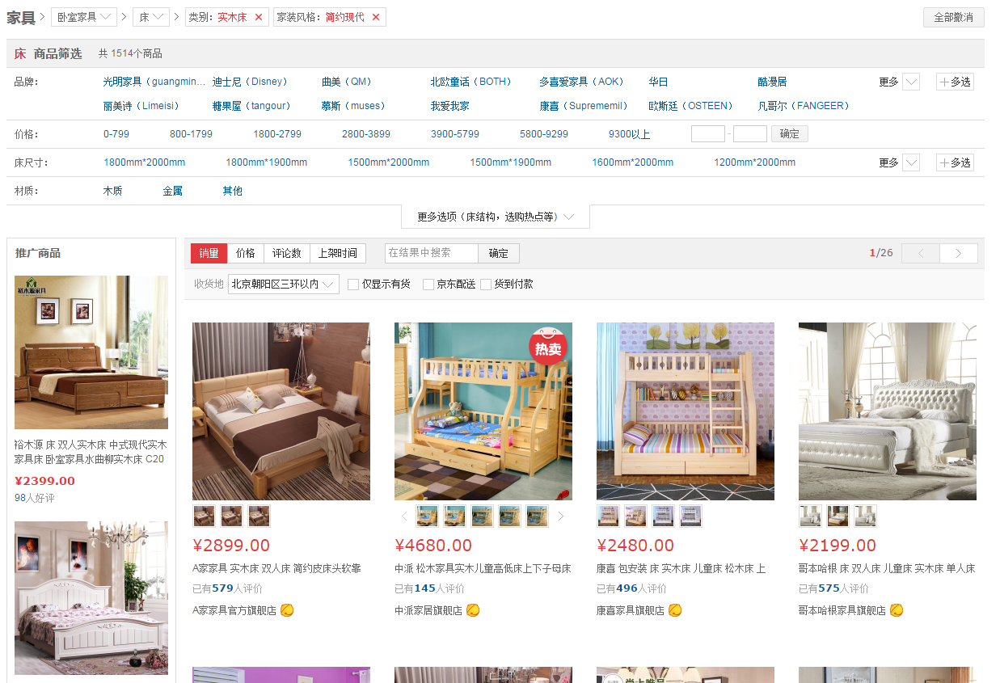 家具 > 卧室家具 > 床 > 类别：实木床 × 家装风格：简约现代 × 全部撤消
床 商品筛选 共 1514个商品
品牌： 光明家具（guangmin... 迪士尼（Disney） 曲美（QM） 北欧童话（BOTH） 多喜爱家具（AOK） 华日 酷漫居 更多 +多选
丽美诗（Limeisi） 糖果屋（tangour） 慕斯（muses） 我爱我家 康喜（Suprememil） 欧斯廷（OSTEEN） 凡哥尔（FANGEER）
价格： 0-799 800-1799 1800-2799 2800-3899 3900-5799 5800-9299 9300以上 - 确定
床尺寸： 1800mm*2000mm 1800mm*1900mm 1500mm*2000mm 1500mm*1900mm 1600mm*2000mm 1200mm*2000mm 更多 +多选
材质： 木质 金属 其他
更多选项（床结构，选购热点等）
推广商品
裕木源家具
裕木源 床 双人实木床 中式现代实木
家具床 卧室家具水曲柳实木床 C20
¥2399.00
98人好评
销量 价格 评论数 上架时间 在结果中搜索 确定 1/26 < >
收货地 北京朝阳区三环以内 仅显示有货 京东配送 货到付款
热卖
¥2899.00
A家家具 实木床 双人床 简约皮床头软靠
已有579人评价
A家家具官方旗舰店
¥4680.00
中派 松木家具实木儿童高低床上下子母床
已有145人评价
中派家居旗舰店
¥2480.00
康喜 包安装 床 实木床 儿童床 松木床 上
已有496人评价
康喜家具旗舰店
¥2199.00
哥本哈根 床 双人床 儿童床 实木床 单人床
已有575人评价
哥本哈根家具旗舰店